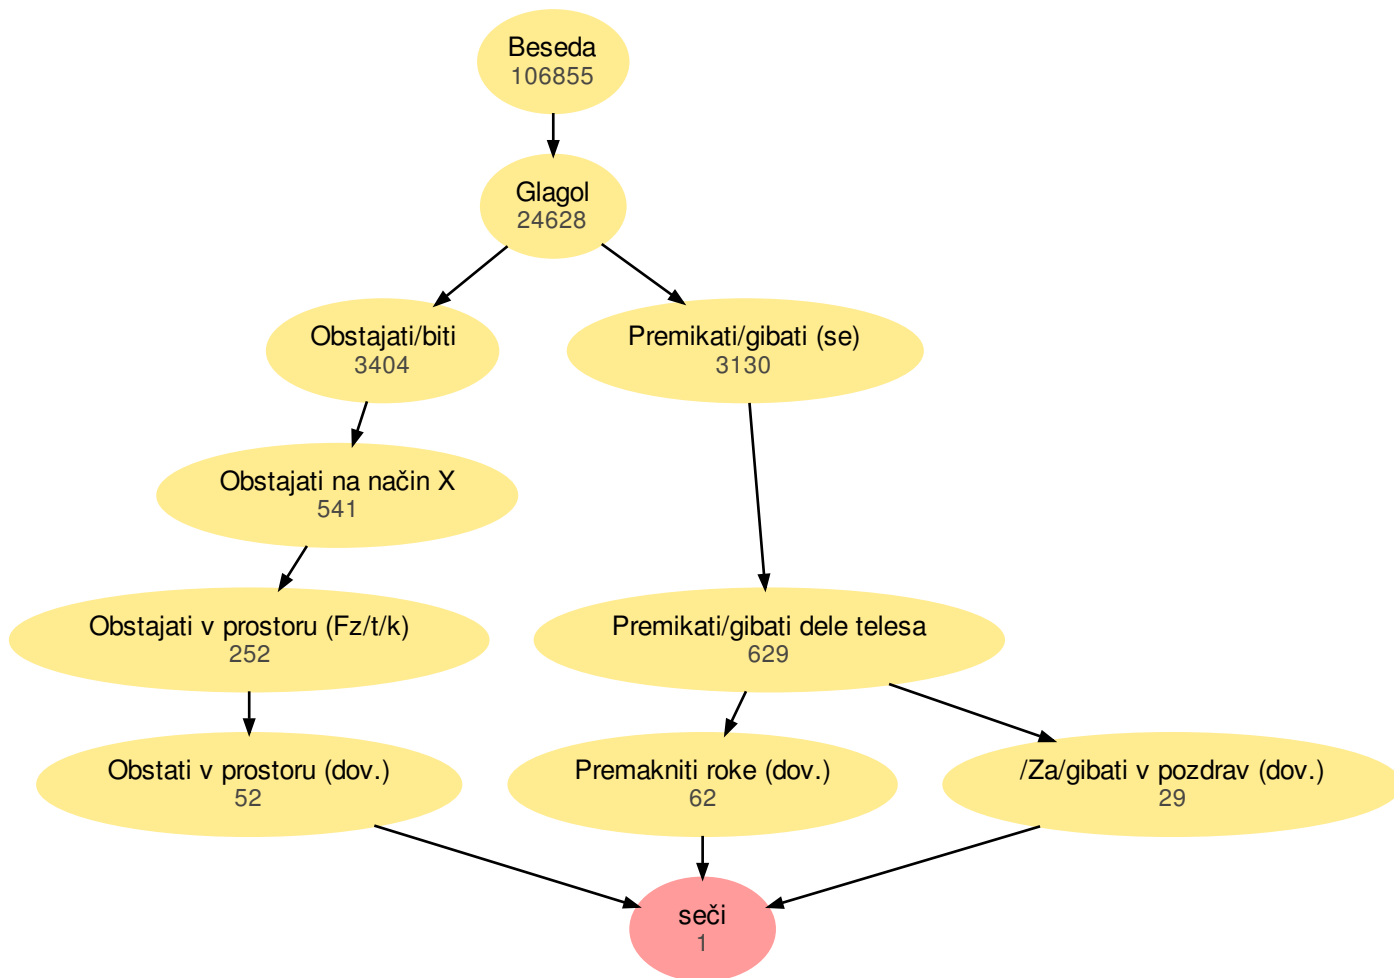 Beseda
106855
Glagol
24628
Obstajati/biti
3404
Premikati/gibati (se)
3130
Obstajati na način X
541
Obstajati v prostoru (Fz/t/k)
252
Premikati/gibati dele telesa
629
Obstati v prostoru (dov.)
52
Premakniti roke (dov.)
62
/Za/gibati v pozdrav (dov.)
29
seči
1